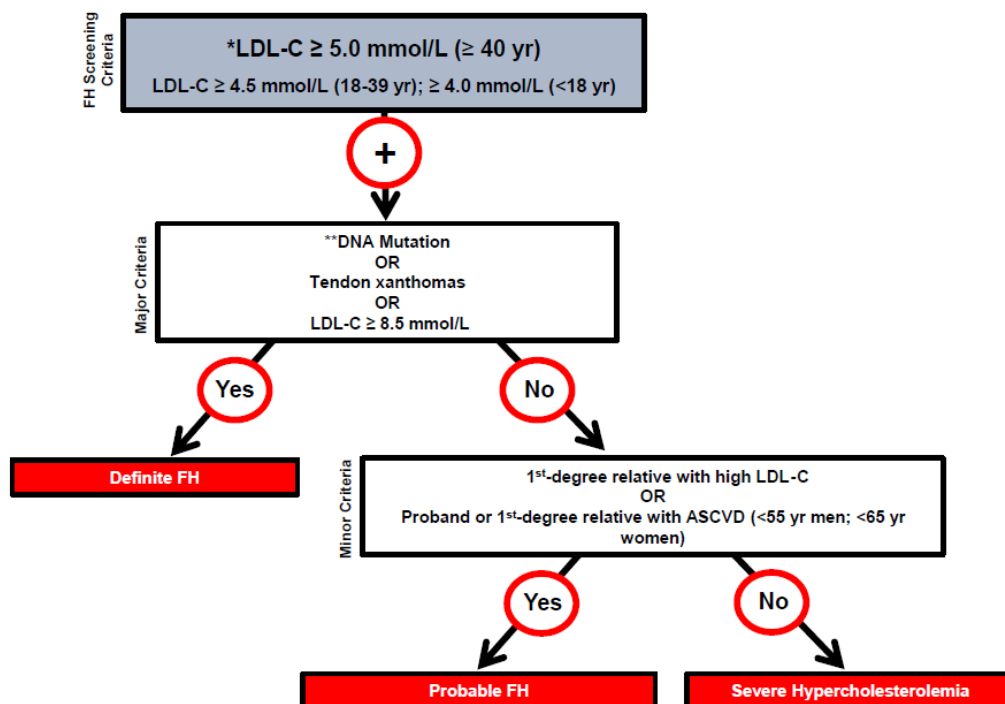 FH Screening
Criteria
*LDL-C ≥ 5.0 mmol/L (≥ 40 yr)
LDL-C ≥ 4.5 mmol/L (18-39 yr); ≥ 4.0 mmol/L (<18 yr)
+
Major Criteria
**DNA Mutation
OR
Tendon xanthomas
OR
LDL-C ≥ 8.5 mmol/L
Yes
No
Definite FH
Minor Criteria
1st-degree relative with high LDL-C
OR
Proband or 1st-degree relative with ASCVD (<55 yr men; <65 yr
women)
Yes
No
Probable FH
Severe Hypercholesterolemia